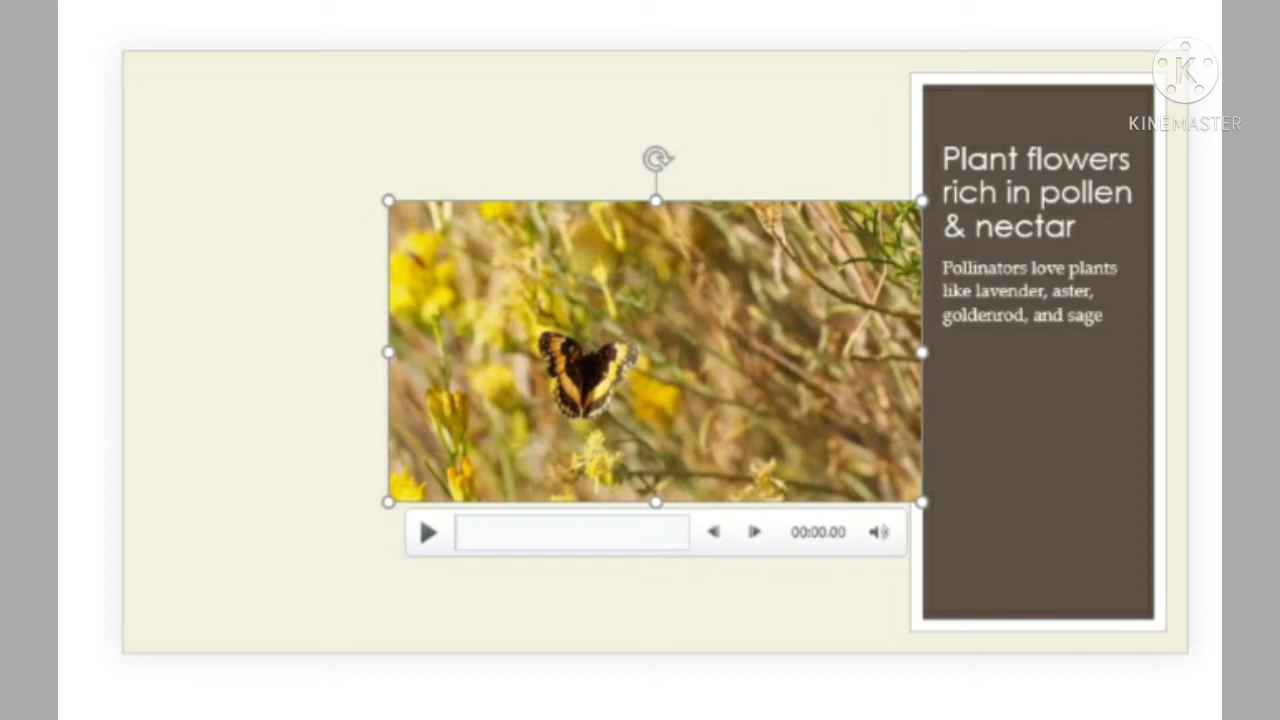 K
KINEMASTER
Plant flowers
rich in pollen
& nectar
Pollinators love plants
like lavender, aster,
goldenrod, and sage
00:00.00